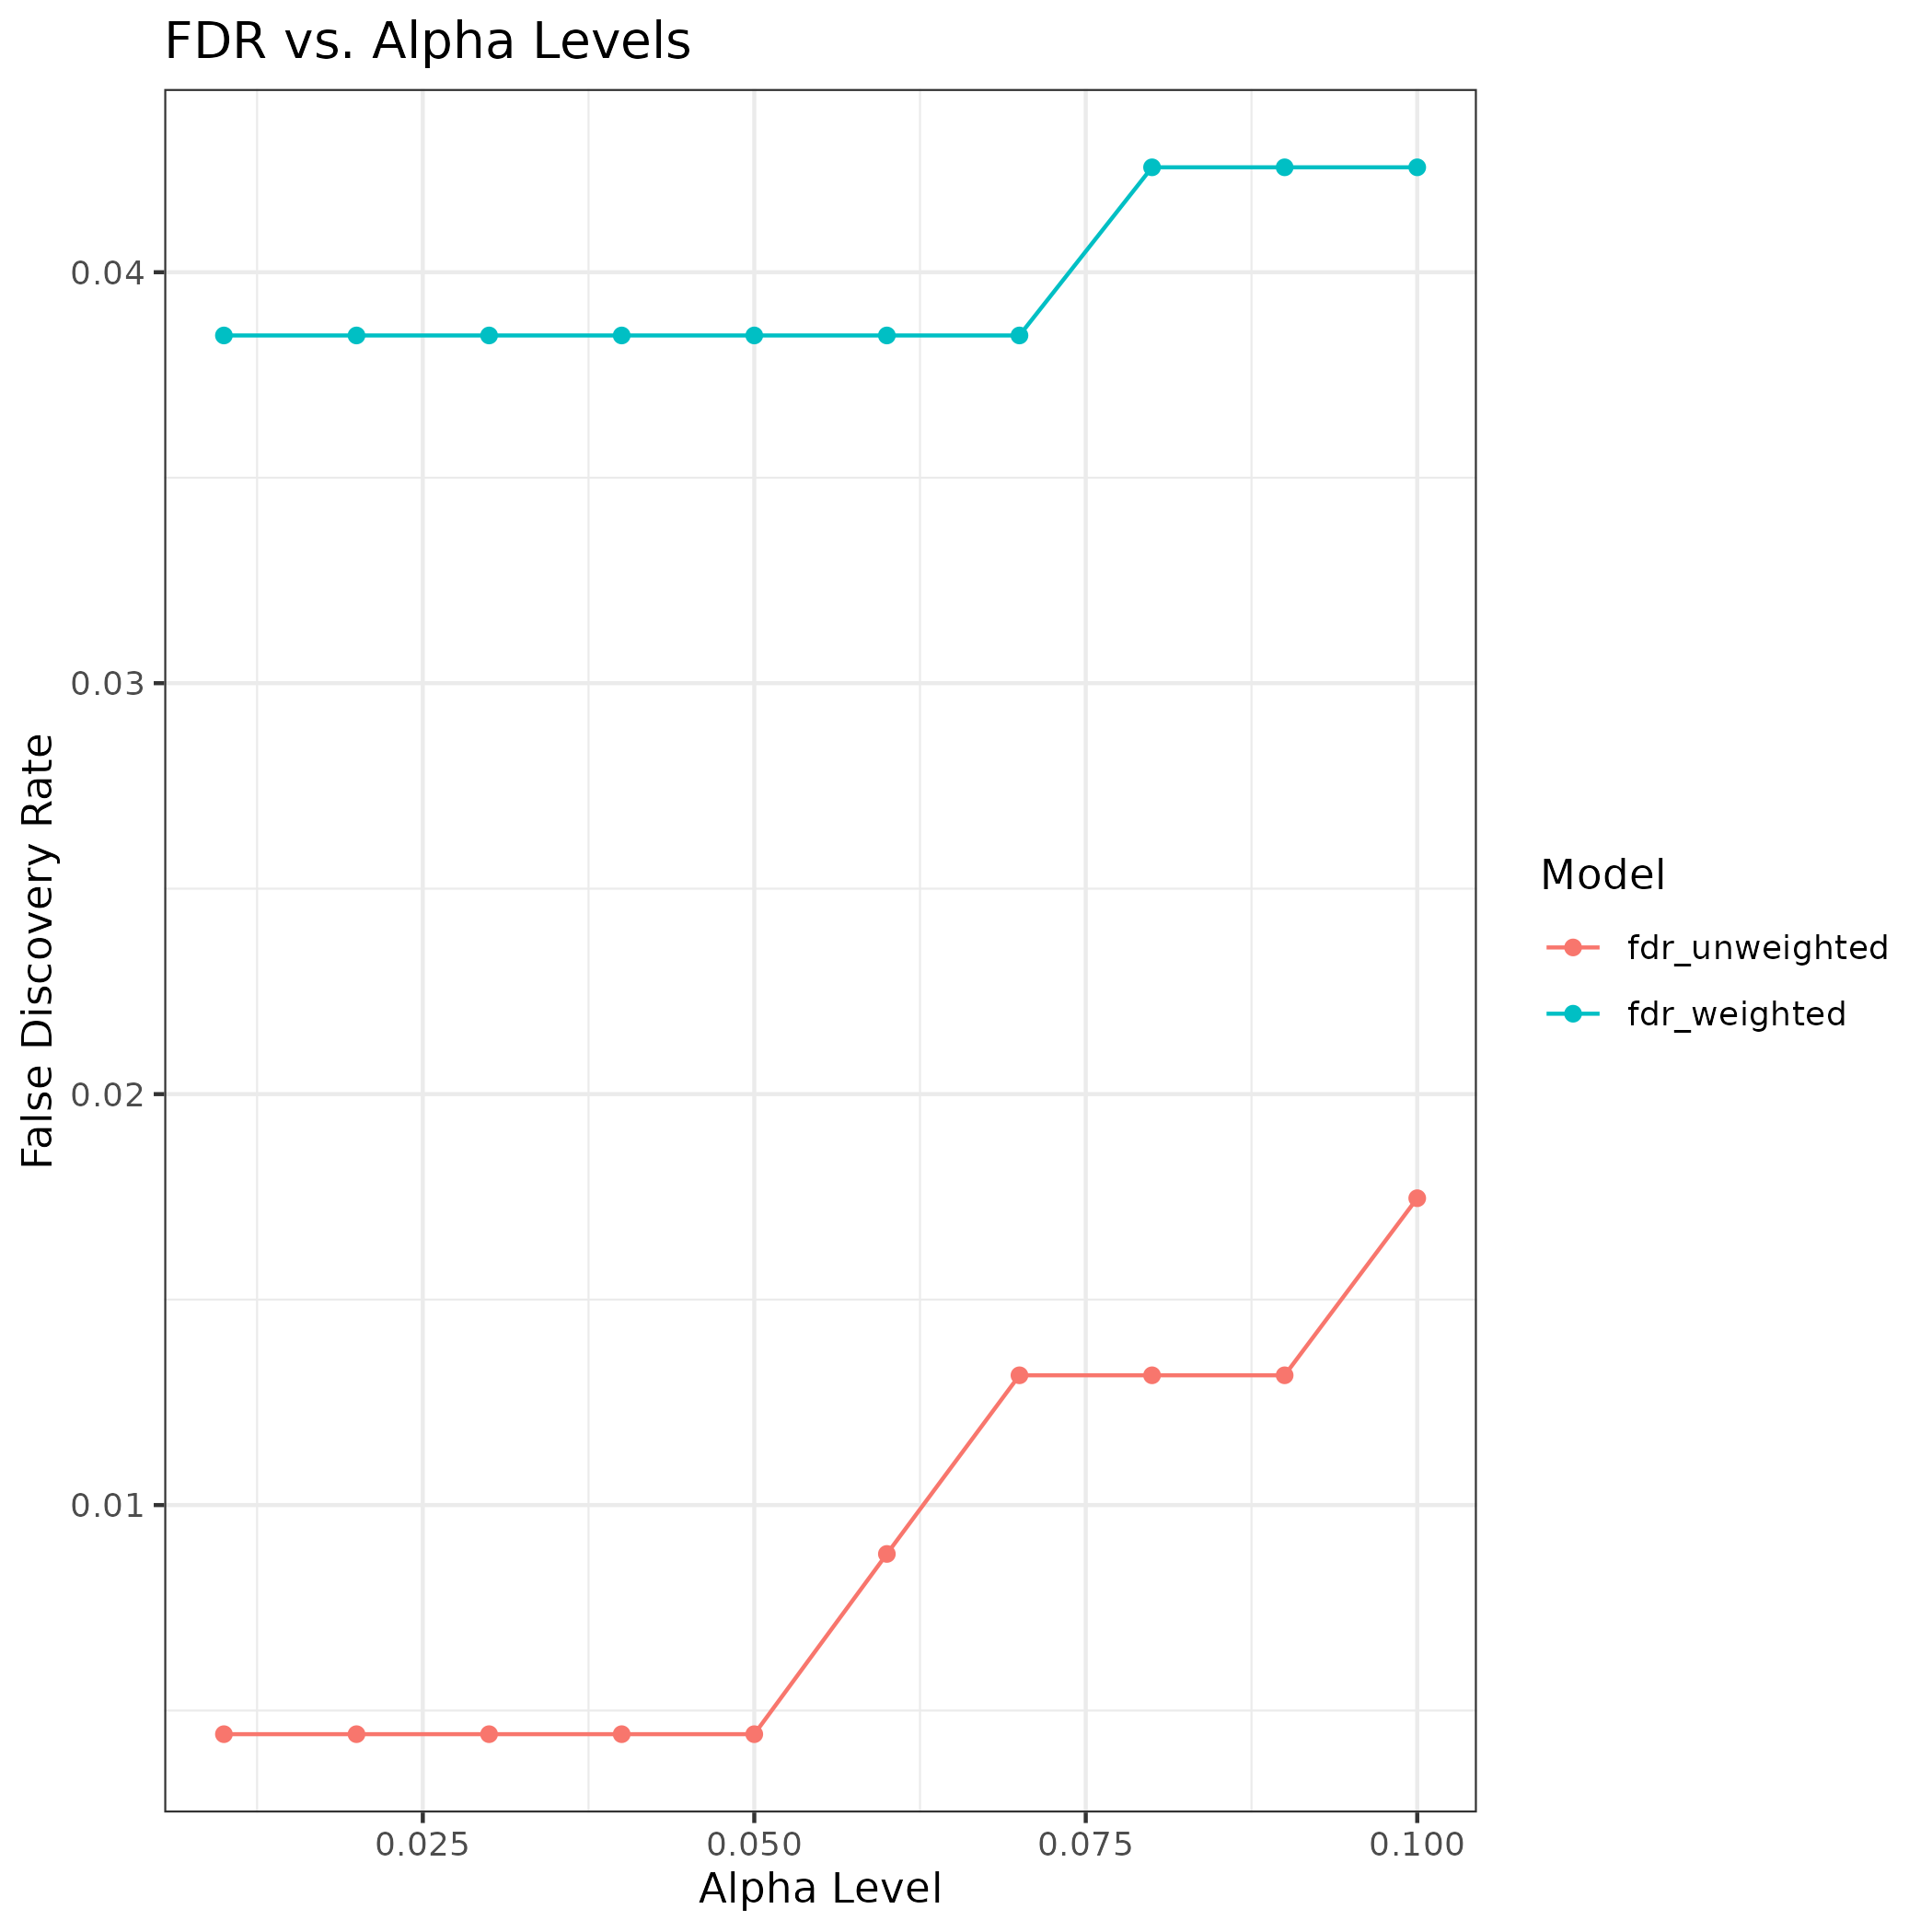 FDR vs. Alpha Levels
False Discovery Rate
0.04
0.03
0.02
0.01
0.025 0.050 0.075 0.100
Alpha Level
Model
fdr_unweighted
fdr_weighted